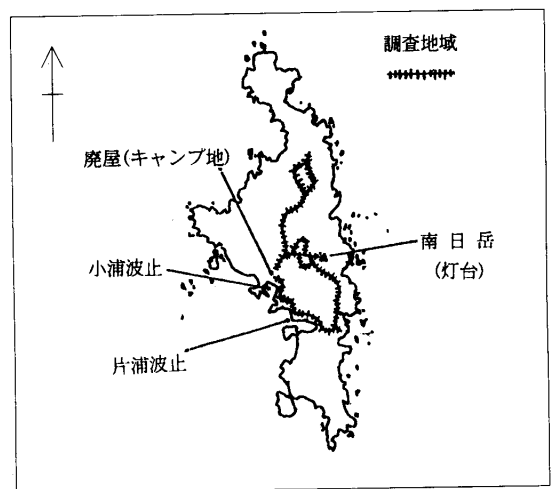 調査地域
廃屋(キャンプ地)
南日岳
(灯台)
小浦波止
片浦波止